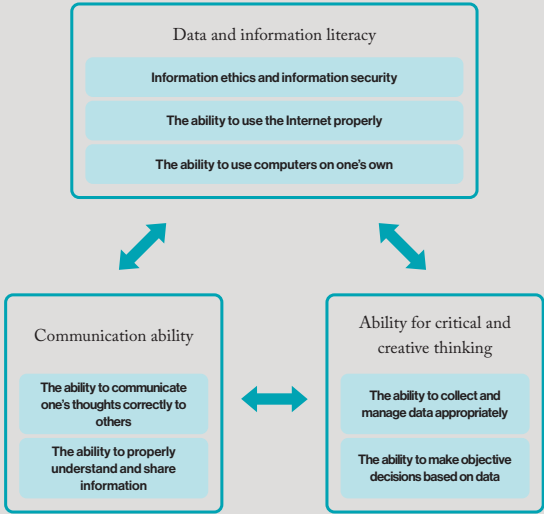 Data and information literacy
Information ethics and information security
The ability to use the Internet properly
The ability to use computers on one's own
Communication ability
The ability to communicate
one's thoughts correctly to
others
The ability to properly
understand and share
information
Ability for critical and
creative thinking
The ability to collect and
manage data appropriately
The ability to make objective
decisions based on data